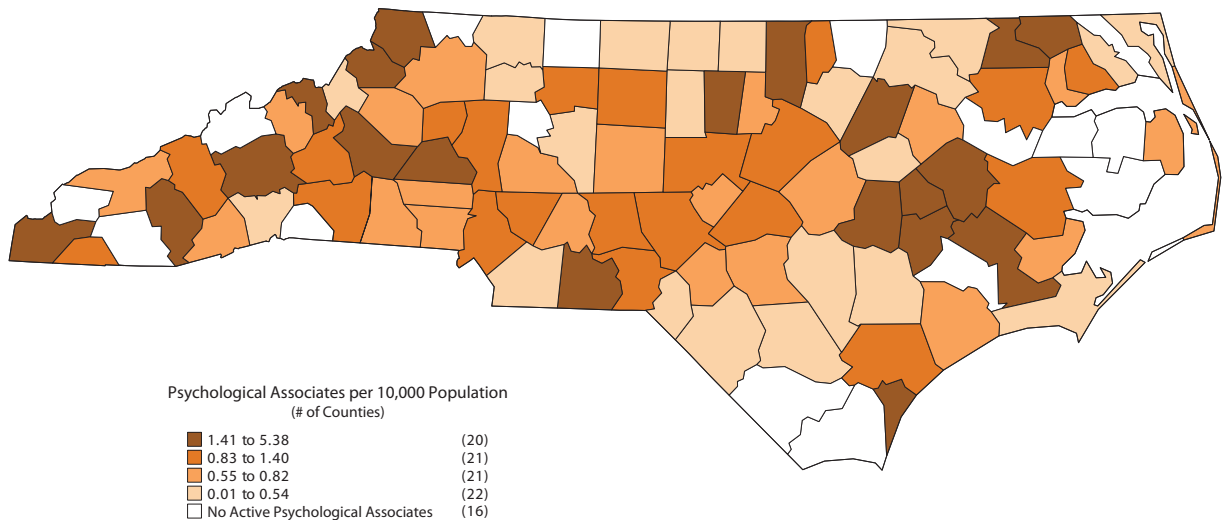 Psychological Associates per 10,000 Population
(# of Counties)
1.41 to 5.38 (20)
0.83 to 1.40 (21)
0.55 to 0.82 (21)
0.01 to 0.54 (22)
No Active Psychological Associates (16)